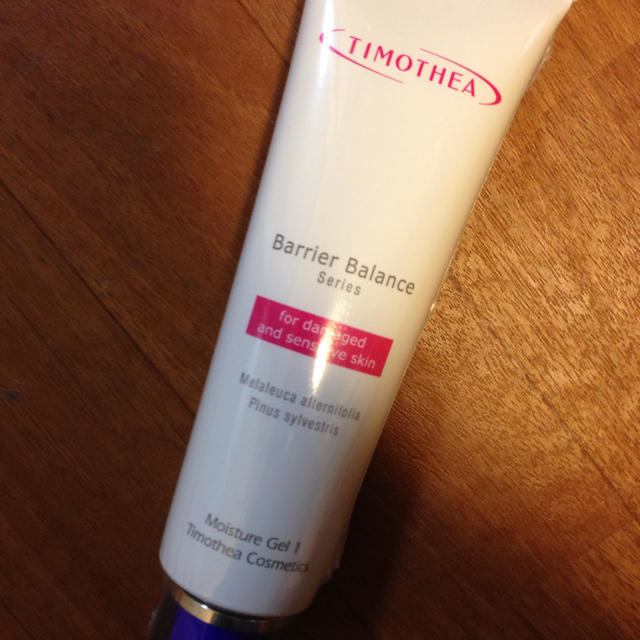 TIMOTHEA
Barrier Balance
Series
for damaged
and sensitive skin
Melaleuca alternifolia
Pinus sylvestris
Moisture Gel 1
Timothea Cosmetics